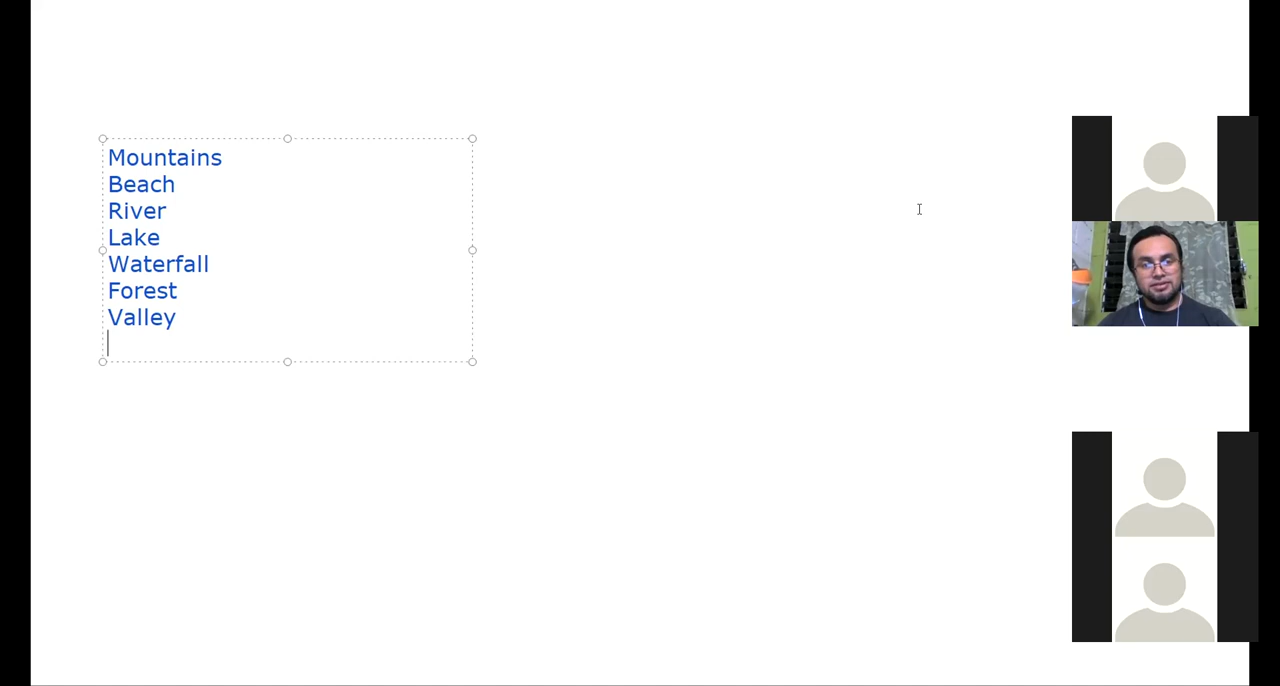 Mountains
Beach
River
Lake
Waterfall
Forest
Valley